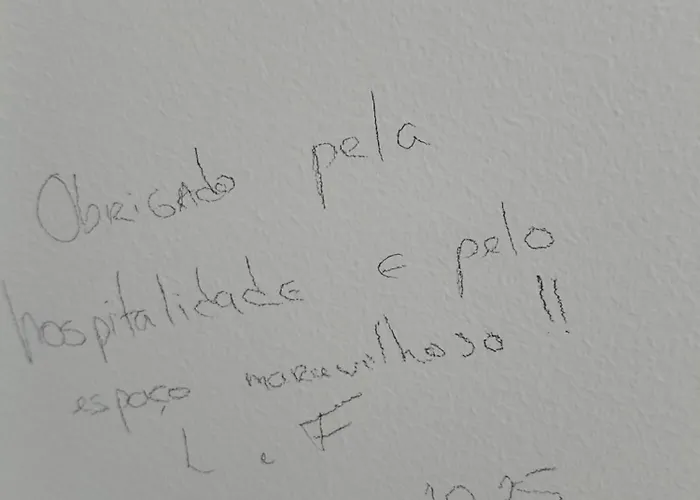 Obrigado pela
hospitalidade e pelo
espaço maravilhoso!!
L e F